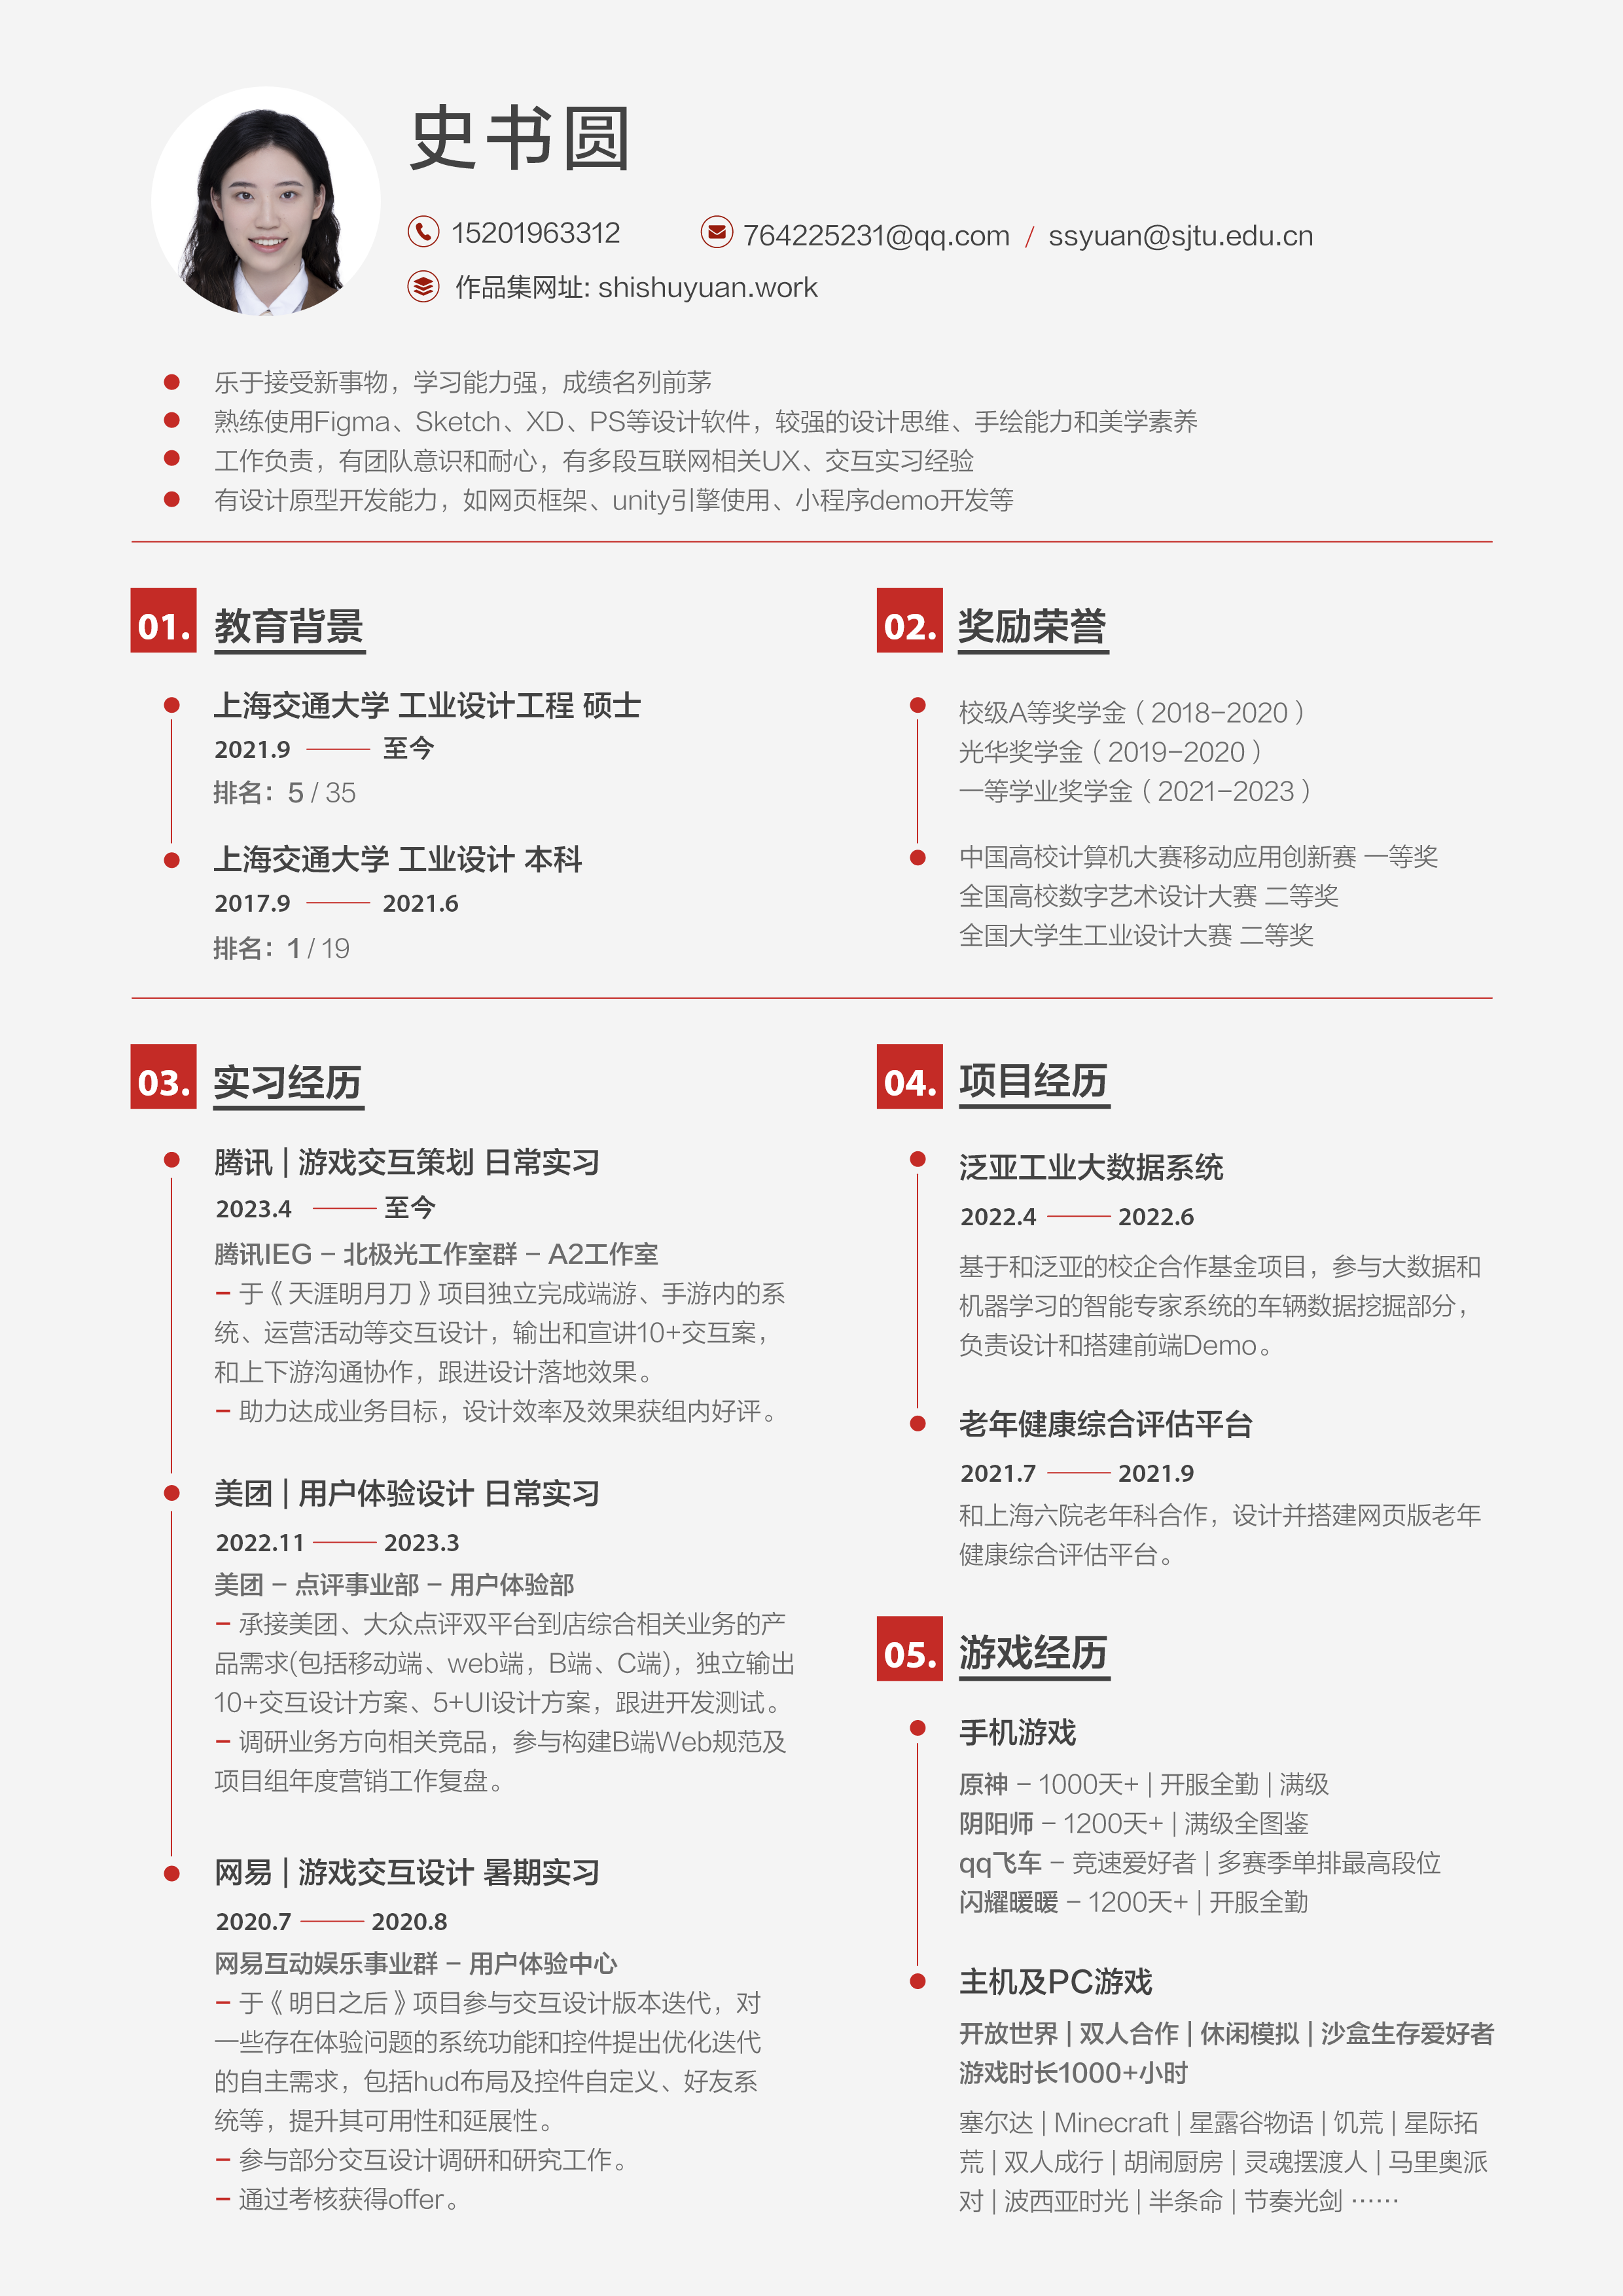 史书圆
15201963312
764225231@qq.com / ssyuan@sjtu.edu.cn
作品集网址: shishuyuan.work
乐于接受新事物，学习能力强，成绩名列前茅
熟练使用Figma、Sketch、XD、PS等设计软件，较强的设计思维、手绘能力和美学素养
工作负责，有团队意识和耐心，有多段互联网相关UX、交互实习经验
有设计原型开发能力，如网页框架、unity引擎使用、小程序demo开发等
01. 教育背景
上海交通大学 工业设计工程 硕士
2021.9 —— 至今
排名：5 / 35
上海交通大学 工业设计 本科
2017.9 —— 2021.6
排名：1 / 19
02. 奖励荣誉
校级A等奖学金（2018-2020）
光华奖学金（2019-2020）
一等学业奖学金（2021-2023）
中国高校计算机大赛移动应用创新赛 一等奖
全国高校数字艺术设计大赛 二等奖
全国大学生工业设计大赛 二等奖
03. 实习经历
腾讯 | 游戏交互策划 日常实习
2023.4 —— 至今
腾讯IEG - 北极光工作室群 - A2工作室
- 于《天涯明月刀》项目独立完成端游、手游内的系
统、运营活动等交互设计，输出和宣讲10+交互案，
和上下游沟通协作，跟进设计落地效果。
- 助力达成业务目标，设计效率及效果获组内好评。
美团 | 用户体验设计 日常实习
2022.11 —— 2023.3
美团 - 点评事业部 - 用户体验部
- 承接美团、大众点评双平台到店综合相关业务的产
品需求(包括移动端、web端，B端、C端)，独立输出
10+交互设计方案、5+UI设计方案，跟进开发测试。
- 调研业务方向相关竞品，参与构建B端Web规范及
项目组年度营销工作复盘。
网易 | 游戏交互设计 暑期实习
2020.7 —— 2020.8
网易互动娱乐事业群 - 用户体验中心
- 于《明日之后》项目参与交互设计版本迭代，对
一些存在体验问题的系统功能和控件提出优化迭代
的自主需求，包括hud布局及控件自定义、好友系
统等，提升其可用性和延展性。
- 参与部分交互设计调研和研究工作。
- 通过考核获得offer。
04. 项目经历
泛亚工业大数据系统
2022.4 —— 2022.6
基于和泛亚的校企合作基金项目，参与大数据和
机器学习的智能专家系统的车辆数据挖掘部分，
负责设计和搭建前端Demo。
老年健康综合评估平台
2021.7 —— 2021.9
和上海六院老年科合作，设计并搭建网页版老年
健康综合评估平台。
05. 游戏经历
手机游戏
原神 - 1000天+ | 开服全勤 | 满级
阴阳师 - 1200天+ | 满级全图鉴
qq飞车 - 竞速爱好者 | 多赛季单排最高段位
闪耀暖暖 - 1200天+ | 开服全勤
主机及PC游戏
开放世界 | 双人合作 | 休闲模拟 | 沙盒生存爱好者
游戏时长1000+小时
塞尔达 | Minecraft | 星露谷物语 | 饥荒 | 星际拓
荒 | 双人成行 | 胡闹厨房 | 灵魂摆渡人 | 马里奥派
对 | 波西亚时光 | 半条命 | 节奏光剑 ······